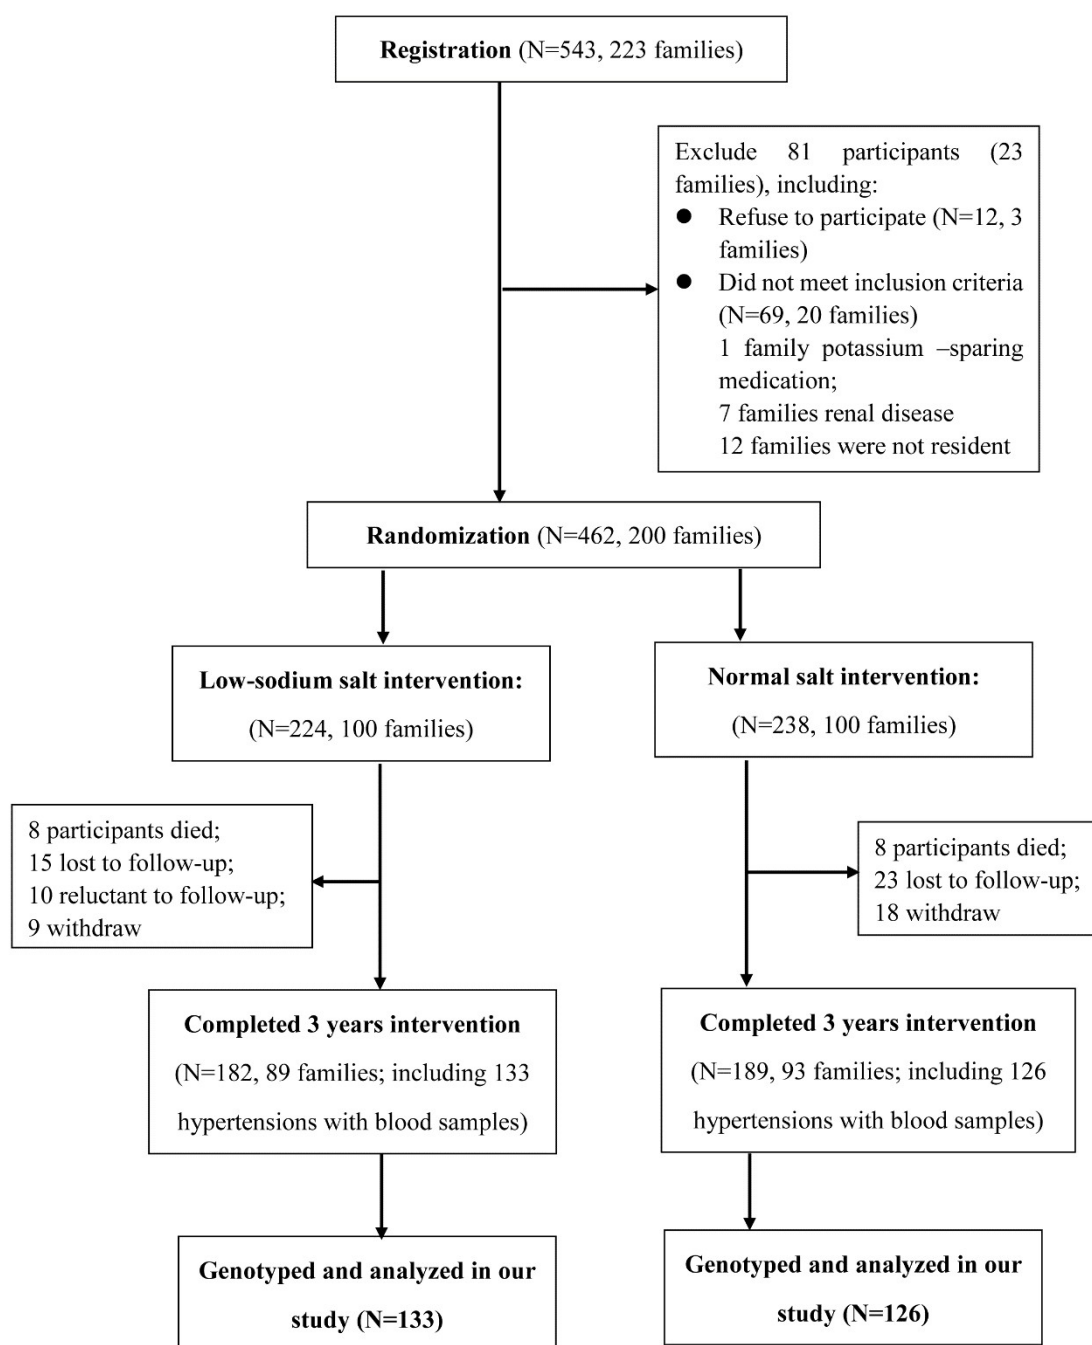 Registration (N=543, 223 families)
Exclude 81 participants (23
families), including:
● Refuse to participate (N=12, 3
families)
● Did not meet inclusion criteria
(N=69, 20 families)
1 family potassium –sparing
medication;
7 families renal disease
12 families were not resident
Randomization (N=462, 200 families)
Low-sodium salt intervention:
(N=224, 100 families)
Normal salt intervention:
(N=238, 100 families)
8 participants died;
15 lost to follow-up;
10 reluctant to follow-up;
9 withdraw
8 participants died;
23 lost to follow-up;
18 withdraw
Completed 3 years intervention
(N=182, 89 families; including 133
hypertensions with blood samples)
Completed 3 years intervention
(N=189, 93 families; including 126
hypertensions with blood samples)
Genotyped and analyzed in our
study (N=133)
Genotyped and analyzed in our
study (N=126)